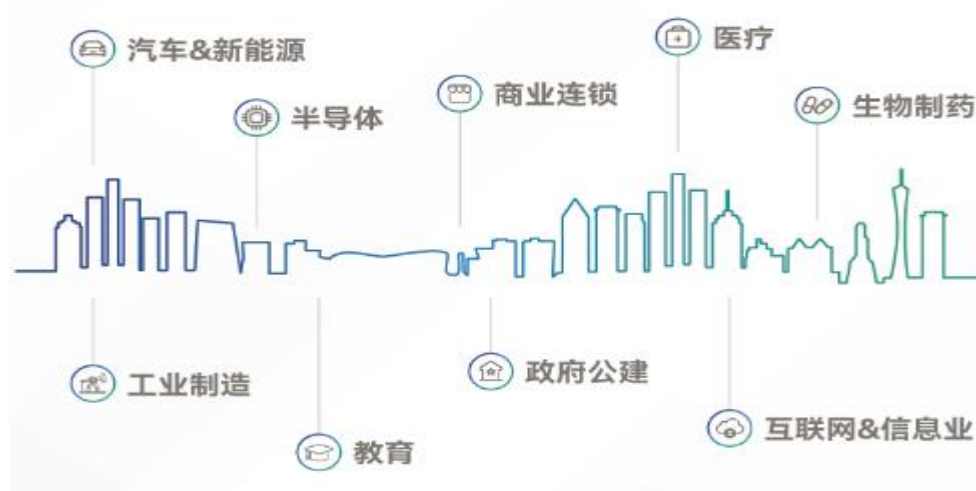 汽车&新能源
半导体
商业连锁
医疗
生物制药
工业制造
教育
政府公建
互联网&信息业